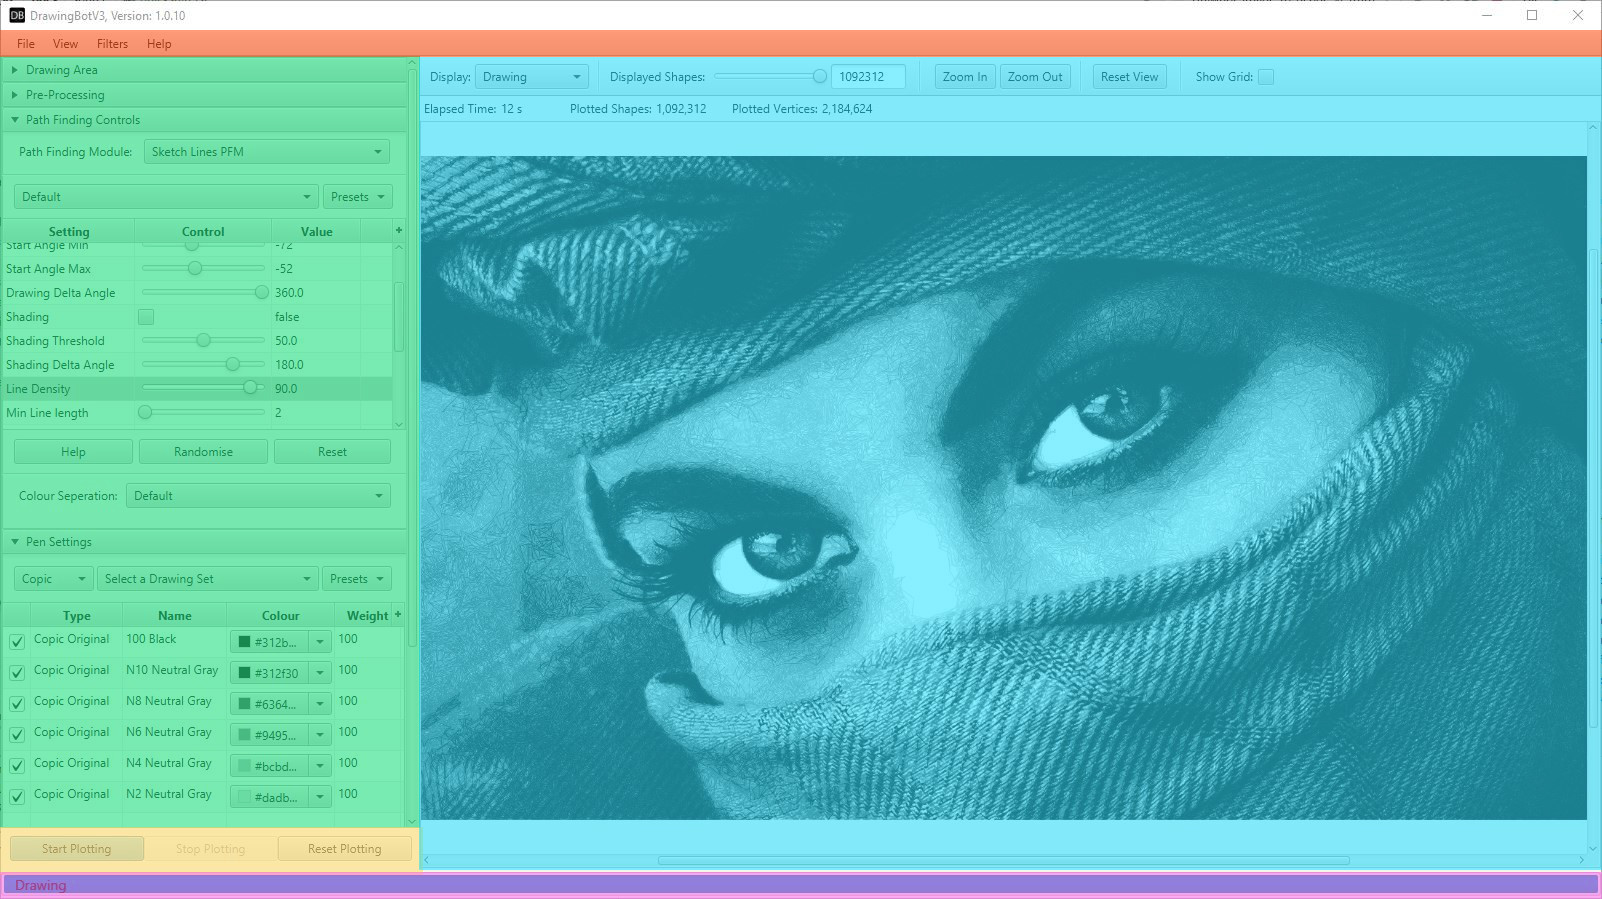 DB DrawingBotV3, Version: 1.0.10
File View Filters Help
Drawing Area
Pre-Processing
Path Finding Controls
Path Finding Module: Sketch Lines PFM
Default Presets
Setting Control Value +
Start Angle Min -72
Start Angle Max -52
Drawing Delta Angle 360.0
Shading false
Shading Threshold 50.0
Shading Delta Angle 180.0
Line Density 90.0
Min Line length 2
Help Randomise Reset
Colour Seperation: Default
Pen Settings
Copic Select a Drawing Set Presets
Type Name Colour Weight +
Copic Original 100 Black #312b... 100
Copic Original N10 Neutral Gray #312f30 100
Copic Original N8 Neutral Gray #6364... 100
Copic Original N6 Neutral Gray #9495... 100
Copic Original N4 Neutral Gray #bcbd... 100
Copic Original N2 Neutral Gray #dadb... 100
Start Plotting Stop Plotting Reset Plotting
Display: Drawing Displayed Shapes: 1092312 Zoom In Zoom Out Reset View Show Grid:
Elapsed Time: 12 s Plotted Shapes: 1,092,312 Plotted Vertices: 2,184,624
Drawing